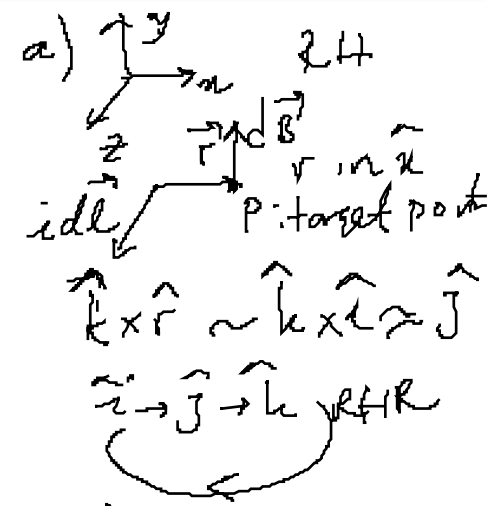 a) y RH
x
z r⃗ dB⃗
r in x̂
idl⃗ P: target point
k̂ × r̂ ~ k̂ × î ≈ ĵ
î → ĵ → k̂ RHR